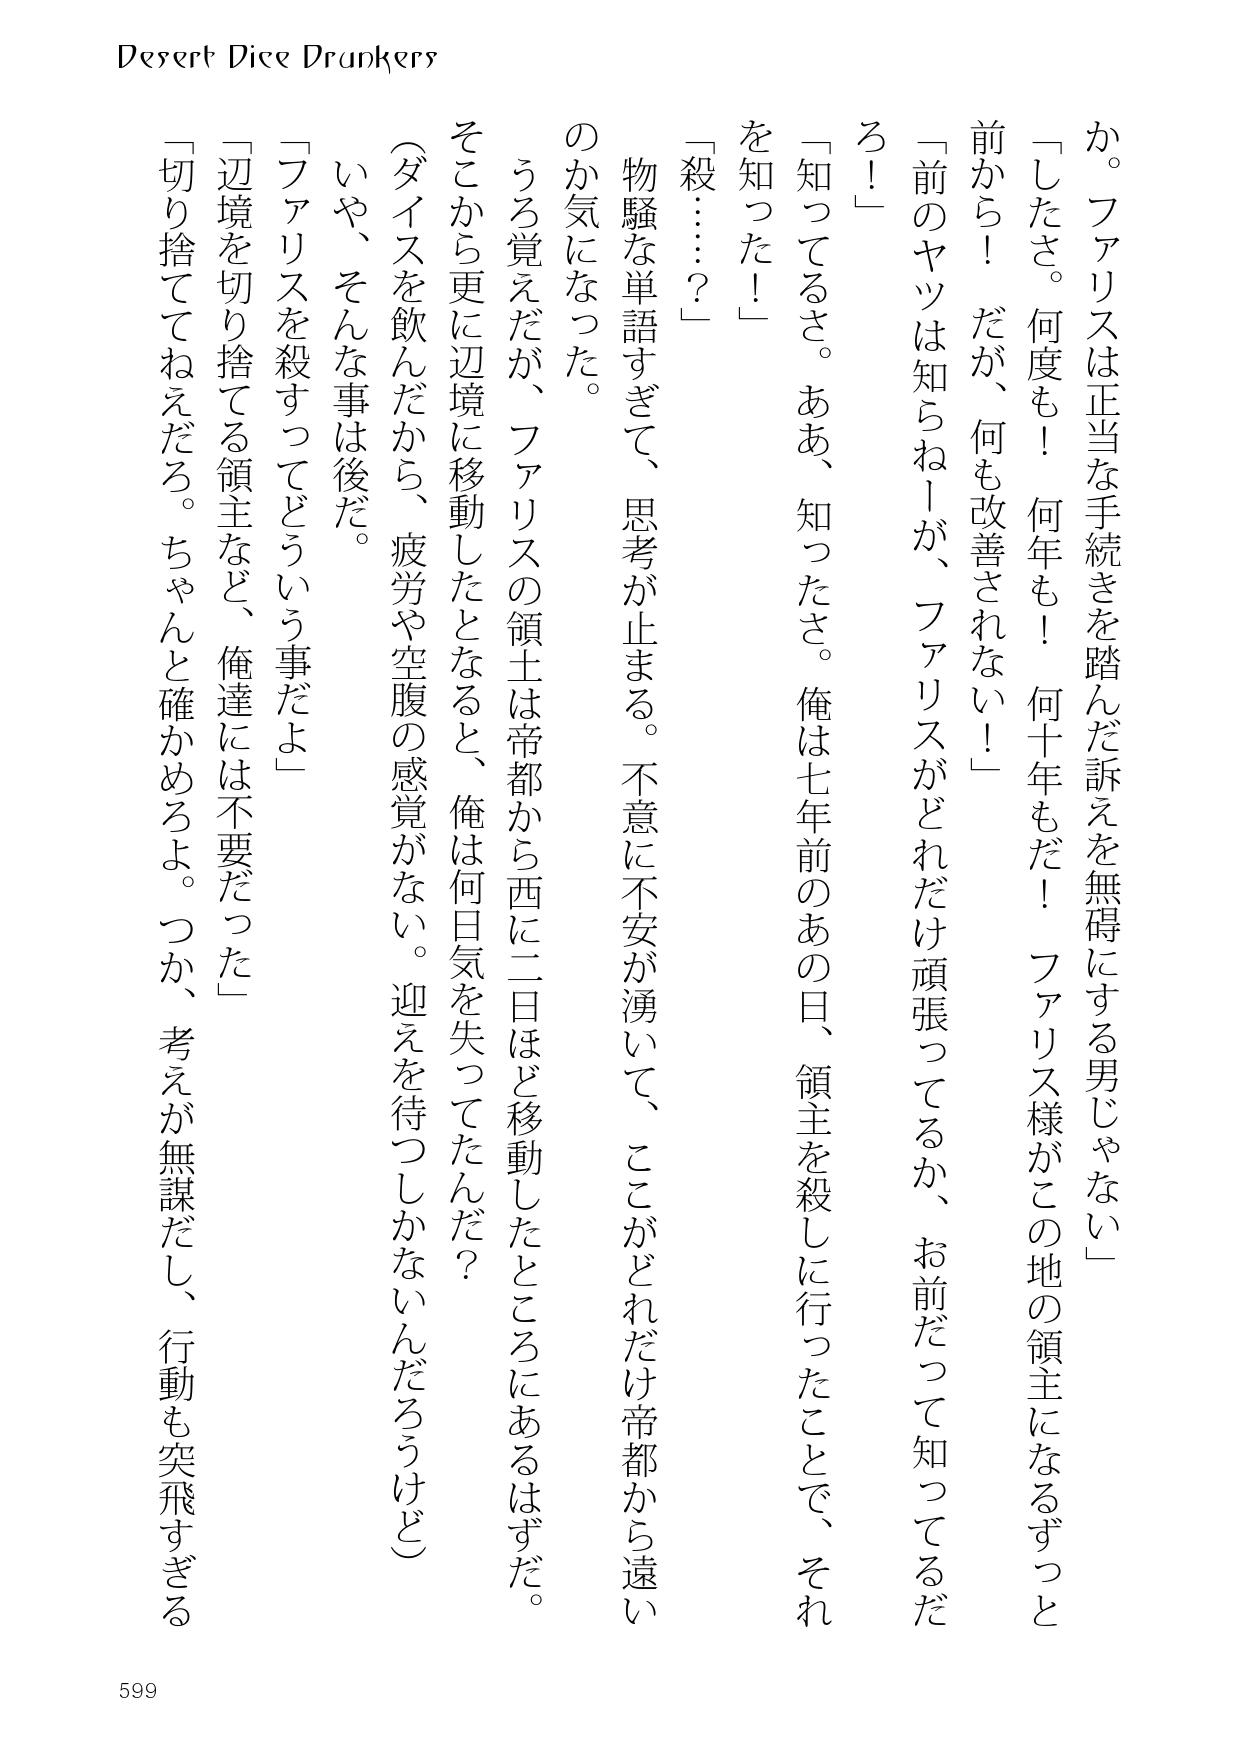 Desert Dice Drunkers
か。ファリスは正当な手続きを踏んだ訴えを無碍にする男じゃない」
「したさ。何度も！　何年も！　何十年もだ！　ファリス様がこの地の領主になるずっと
前から！　だが、何も改善されない！」
「前のヤツは知らねーが、ファリスがどれだけ頑張ってるか、お前だって知ってるだ
ろ！」
「知ってるさ。ああ、知ったさ。俺は七年前のあの日、領主を殺しに行ったことで、それ
を知った！」
「殺……？」
　物騒な単語すぎて、思考が止まる。不意に不安が湧いて、ここがどれだけ帝都から遠い
のか気になった。
　うろ覚えだが、ファリスの領土は帝都から西に二日ほど移動したところにあるはずだ。
そこから更に辺境に移動したとなると、俺は何日気を失ってたんだ？
（ダイスを飲んだから、疲労や空腹の感覚がない。迎えを待つしかないんだろうけど）
　いや、そんな事は後だ。
「ファリスを殺すってどういう事だよ」
「辺境を切り捨てる領主など、俺達には不要だった」
「切り捨ててねえだろ。ちゃんと確かめろよ。つか、考えが無謀だし、行動も突飛すぎる
599